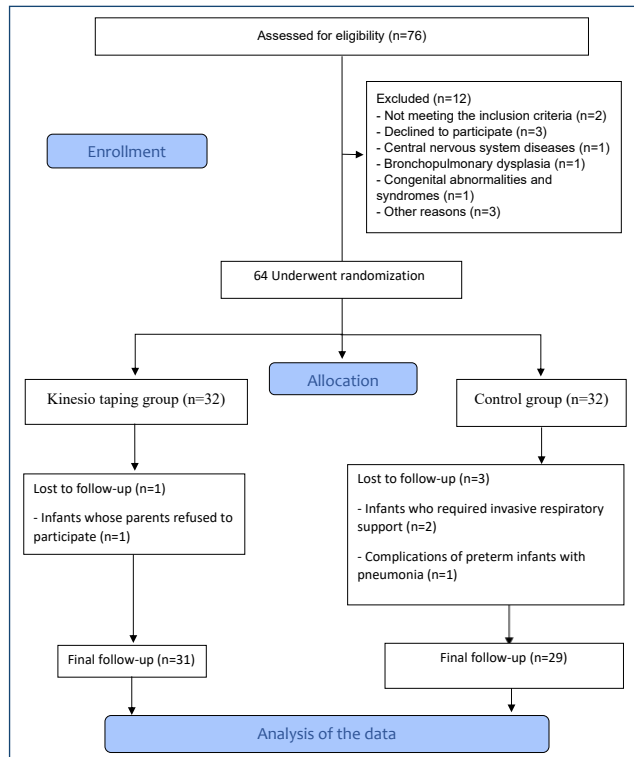 Assessed for eligibility (n=76)
Excluded (n=12)
- Not meeting the inclusion criteria (n=2)
- Declined to participate (n=3)
- Central nervous system diseases (n=1)
- Bronchopulmonary dysplasia (n=1)
- Congenital abnormalities and
syndromes (n=1)
- Other reasons (n=3)
Enrollment
64 Underwent randomization
Allocation
Kinesio taping group (n=32)
Control group (n=32)
Lost to follow-up (n=1)
- Infants whose parents refused to
participate (n=1)
Lost to follow-up (n=3)
- Infants who required invasive respiratory
support (n=2)
- Complications of preterm infants with
pneumonia (n=1)
Final follow-up (n=31)
Final follow-up (n=29)
Analysis of the data